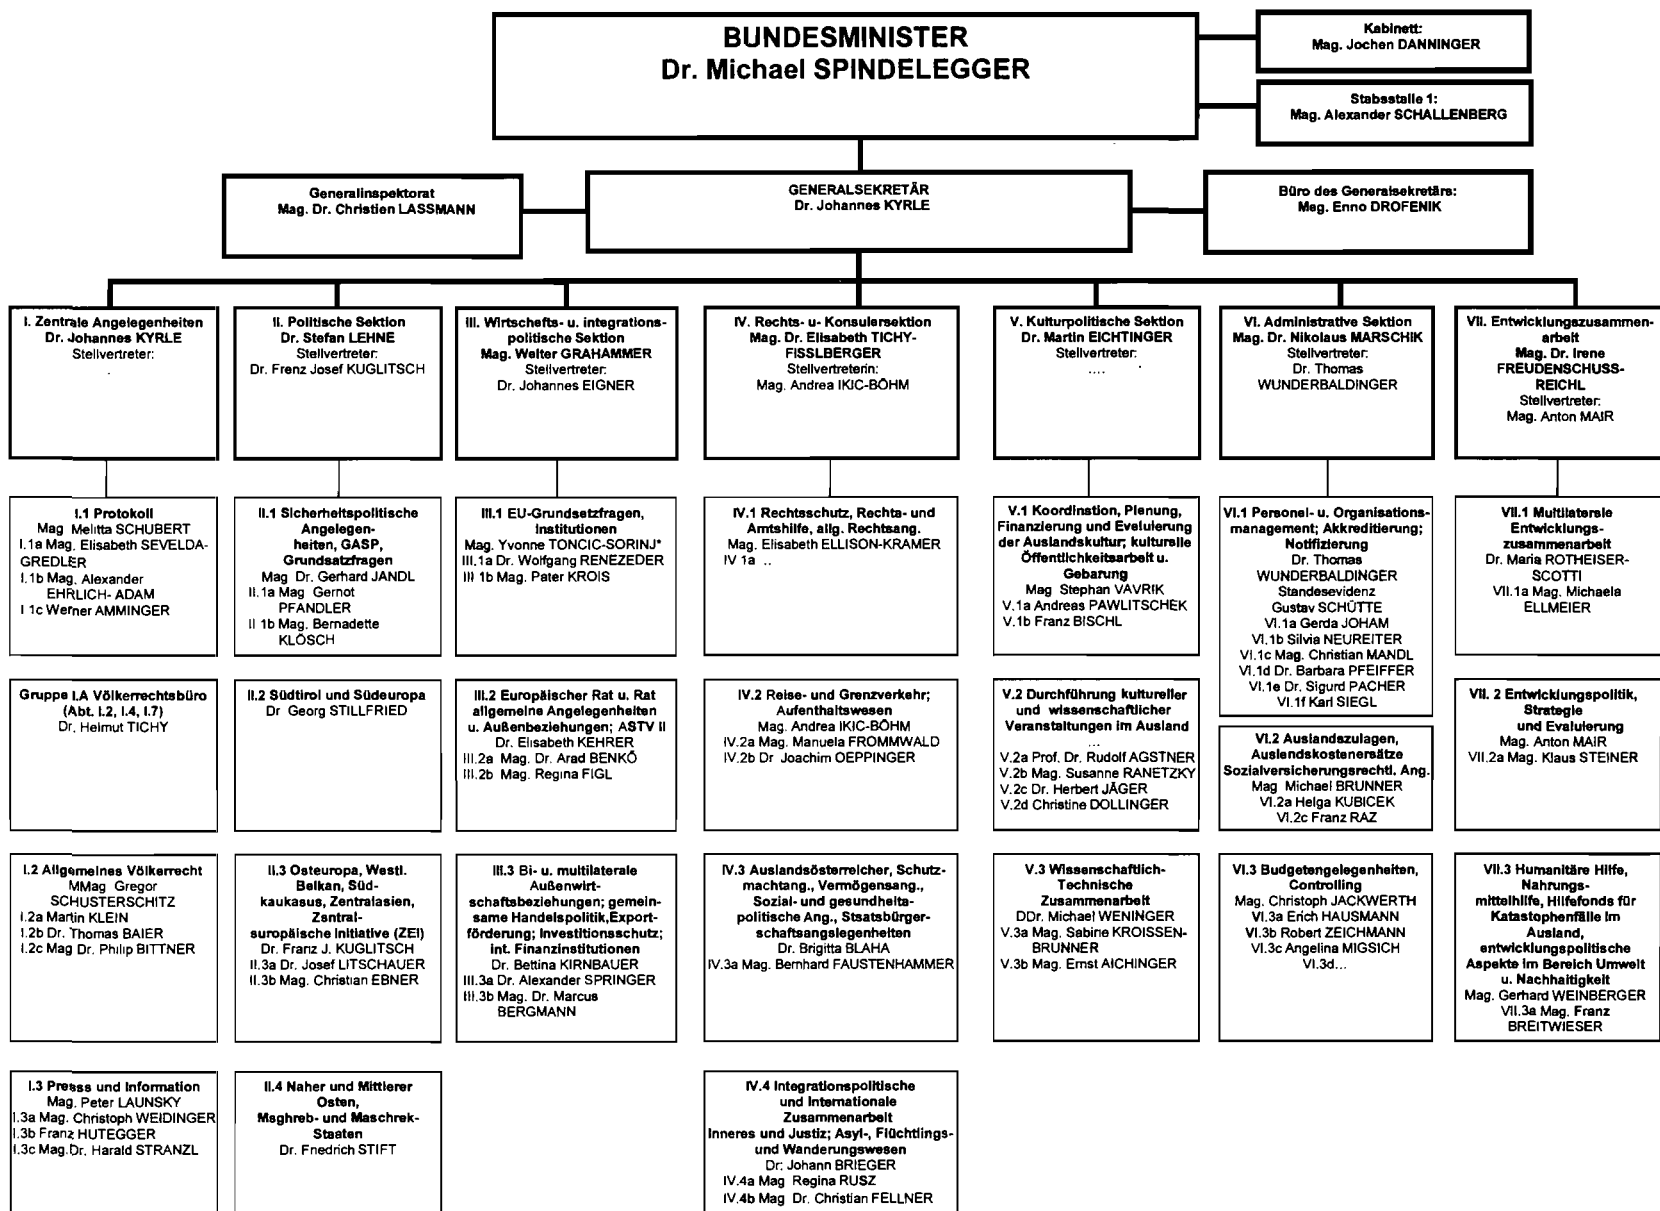 BUNDESMINISTER
Dr. Michael SPINDELEGGER
Kabinett:
Mag. Jochen DANNINGER
Stabsstalle 1:
Mag. Alexander SCHALLENBERG
Generalinspektorat
Mag. Dr. Christien LASSMANN
GENERALSEKRETÄR
Dr. Johannes KYRLE
Büro des Generalsekretärs:
Meg. Enno DROFENIK
I. Zentrale Angelegenheiten
Dr. Johannes KYRLE
Stellvertreter:
II. Politische Sektion
Dr. Stefan LEHNE
Stellvertreter:
Dr. Frenz Josef KUGLITSCH
III. Wirtschefts- u. integrations-
politische Sektion
Mag. Welter GRAHAMMER
Stellvertreter:
Dr. Johannes EIGNER
IV. Rechts- u- Konsulersektion
Mag. Dr. Elisabeth TICHY-
FISSLBERGER
Stellvertreterin:
Mag. Andrea IKIC-BÖHM
V. Kulturpolitische Sektion
Dr. Martin EICHTINGER
Stellvertreter:
....
VI. Administrative Sektion
Mag. Dr. Nikolaus MARSCHIK
Stellvertreter:
Dr. Thomas
WUNDERBALDINGER
VII. Entwicklungszusammen-
arbeit
Mag. Dr. Irene
FREUDENSCHUSS-
REICHL
Stellvertreter:
Mag. Anton MAIR
I.1 Protokoll
Mag Melitta SCHUBERT
I.1a Mag. Elisabeth SEVELDA-
GREDLER
I.1b Mag. Alexander
EHRLICH- ADAM
I 1c Werner AMMINGER
II.1 Sicherheitspolitische
Angelegen-
heiten, GASP,
Grundsatzfragen
Mag Dr. Gerhard JANDL
II.1a Mag Gernot
PFANDLER
II 1b Mag. Bernadette
KLÖSCH
III.1 EU-Grundsetzfragen,
Institutionen
Mag. Yvonne TONCIC-SORINJ*
III.1a Dr. Wolfgang RENEZEDER
III 1b Mag. Pater KROIS
IV.1 Rechtsschutz, Rechta- und
Amtshilfe, allg. Rechtsang.
Mag. Elisabeth ELLISON-KRAMER
IV 1a ..
V.1 Koordinstion, Plenung,
Finanzierung und Eveluierung
der Auslandskultur; kulturelle
Öffentlichkeitsarbeit u.
Gebarung
Mag Stephan VAVRIK
V.1a Andreas PAWLITSCHEK
V.1b Franz BISCHL
VI.1 Personel- u. Organisations-
management; Akkreditierung;
Notifizierung
Dr. Thomas
WUNDERBALDINGER
Standesevidenz
Gustav SCHÜTTE
VI.1a Gerda JOHAM
VI.1b Silvia NEUREITER
VI.1c Mag. Christian MANDL
VI.1d Dr. Barbara PFEIFFER
VI.1e Dr. Sigurd PACHER
VI.1f Karl SIEGL
VII.1 Multilaterale
Entwicklungs-
zusammenarbeit
Dr. Maria ROTHEISER-
SCOTTI
VII.1a Mag. Michaela
ELLMEIER
Gruppe I.A Völkerrechtsbüro
(Abt. I.2, I.4, I.7)
Dr. Helmut TICHY
II.2 Südtirol und Südeuropa
Dr Georg STILLFRIED
III.2 Europäischer Rat u. Rat
allgemeine Angelegenheiten
u. Außenbeziehungen; ASTV II
Dr. Elisabeth KEHRER
III.2a Mag. Dr. Arad BENKÖ
III.2b Mag. Regina FIGL
IV.2 Reise- und Grenzverkehr;
Aufenthaltswesen
Mag. Andrea IKIC-BÖHM
IV.2a Mag. Manuela FROMMWALD
IV.2b Dr Joachim OEPPINGER
V.2 Durchführung kultureller
und wissenschaftlicher
Veranstaltungen im Ausland
...
V.2a Prof. Dr. Rudolf AGSTNER
V.2b Mag. Susanne RANETZKY
V.2c Dr. Herbert JÄGER
V.2d Christine DOLLINGER
VI.2 Auslandszulagen,
Auslendskostenersätze
Sozialversicherungsrechtl. Ang.
Mag Michael BRUNNER
VI.2a Helga KUBICEK
VI.2c Franz RAZ
VII. 2 Entwicklungspolitik,
Strategie
und Evaluierung
Mag. Anton MAIR
VII.2a Mag. Klaus STEINER
I.2 Allgemeines Völkerrecht
MMag Gregor
SCHUSTERSCHITZ
I.2a Martin KLEIN
I.2b Dr. Thomas BAIER
I.2c Mag Dr. Philip BITTNER
II.3 Osteuropa, Westl.
Belkan, Süd-
kaukasus, Zentralasien,
Zsntral-
suropäische Initiative (ZEI)
Dr. Franz J. KUGLITSCH
II.3a Dr. Josef LITSCHAUER
II.3b Mag. Christian EBNER
III.3 Bi- u. multilaterale
Außenwirt-
schaftsbeziehungen; gemein-
same Handelspolitik,Export-
förderung; Investitionsschutz;
int. Finanzinstitutionen
Dr. Bettina KIRNBAUER
III.3a Dr. Alexander SPRINGER
III.3b Mag. Dr. Marcus
BERGMANN
IV.3 Auslandsösterreicher, Schutz-
machtang., Vermögensang.,
Sozial- und gesundheita-
politische Ang., Stsatsbürger-
schaftsangslegenheiten
Dr. Brigitta BLAHA
IV.3a Mag. Bernhard FAUSTENHAMMER
V.3 Wissenschaftlich-
Technische
Zusammenarbeit
DDr. Michael WENINGER
V.3a Mag. Sabine KROISSEN-
BRUNNER
V.3b Mag. Ernst AICHINGER
VI.3 Budgetengelegenheiten,
Controlling
Mag. Christoph JACKWERTH
VI.3a Erich HAUSMANN
VI.3b Robert ZEICHMANN
VI.3c Angelina MIGSICH
VI.3d...
VII.3 Humanitäre Hilfe,
Nahrungs-
mittelhilfe, Hilfefonds für
Katastophenfälle im
Ausland,
entwicklungspolitische
Aspekte im Bereich Umwelt
u. Nachhaitigkeit
Mag. Gerhard WEINBERGER
VII.3a Mag. Franz
BREITWIESER
I.3 Presss und Information
Mag. Peter LAUNSKY
I.3a Mag. Christoph WEIDINGER
I.3b Franz HUTEGGER
I.3c Mag.Dr. Harald STRANZL
II.4 Naher und Mittlerer
Osten,
Msghreb- und Maschrek-
Staaten
Dr. Fnedrich STIFT
IV.4 Integrationspolitische
und Internationale
Zusammenarbeit
Inneres und Justiz; Asyl-, Flüchtlings-
und Wanderungswesen
Dr: Johann BRIEGER
IV.4a Mag Regina RUSZ
IV.4b Mag Dr. Christian FELLNER